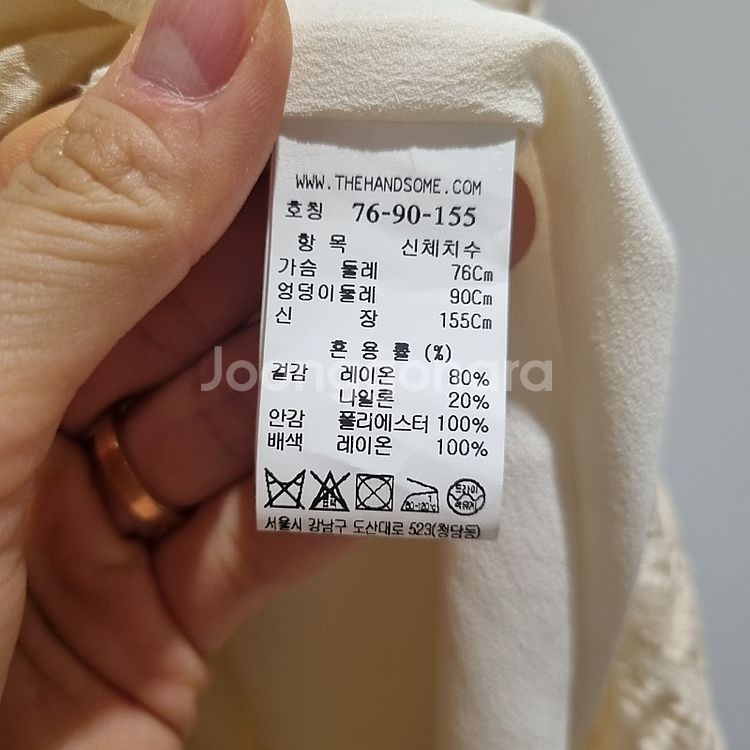 WWW.THEHANDSOME.COM
호칭 76-90-155
항 목 신체치수
가슴 둘레 76Cm
엉덩이둘레 90Cm
신 장 155Cm
혼 용 률 (%)
겉감 레이온 80%
나일론 20%
안감 폴리에스터 100%
배색 레이온 100%
드라이
서울시 강남구 도산대로 523(청담동)